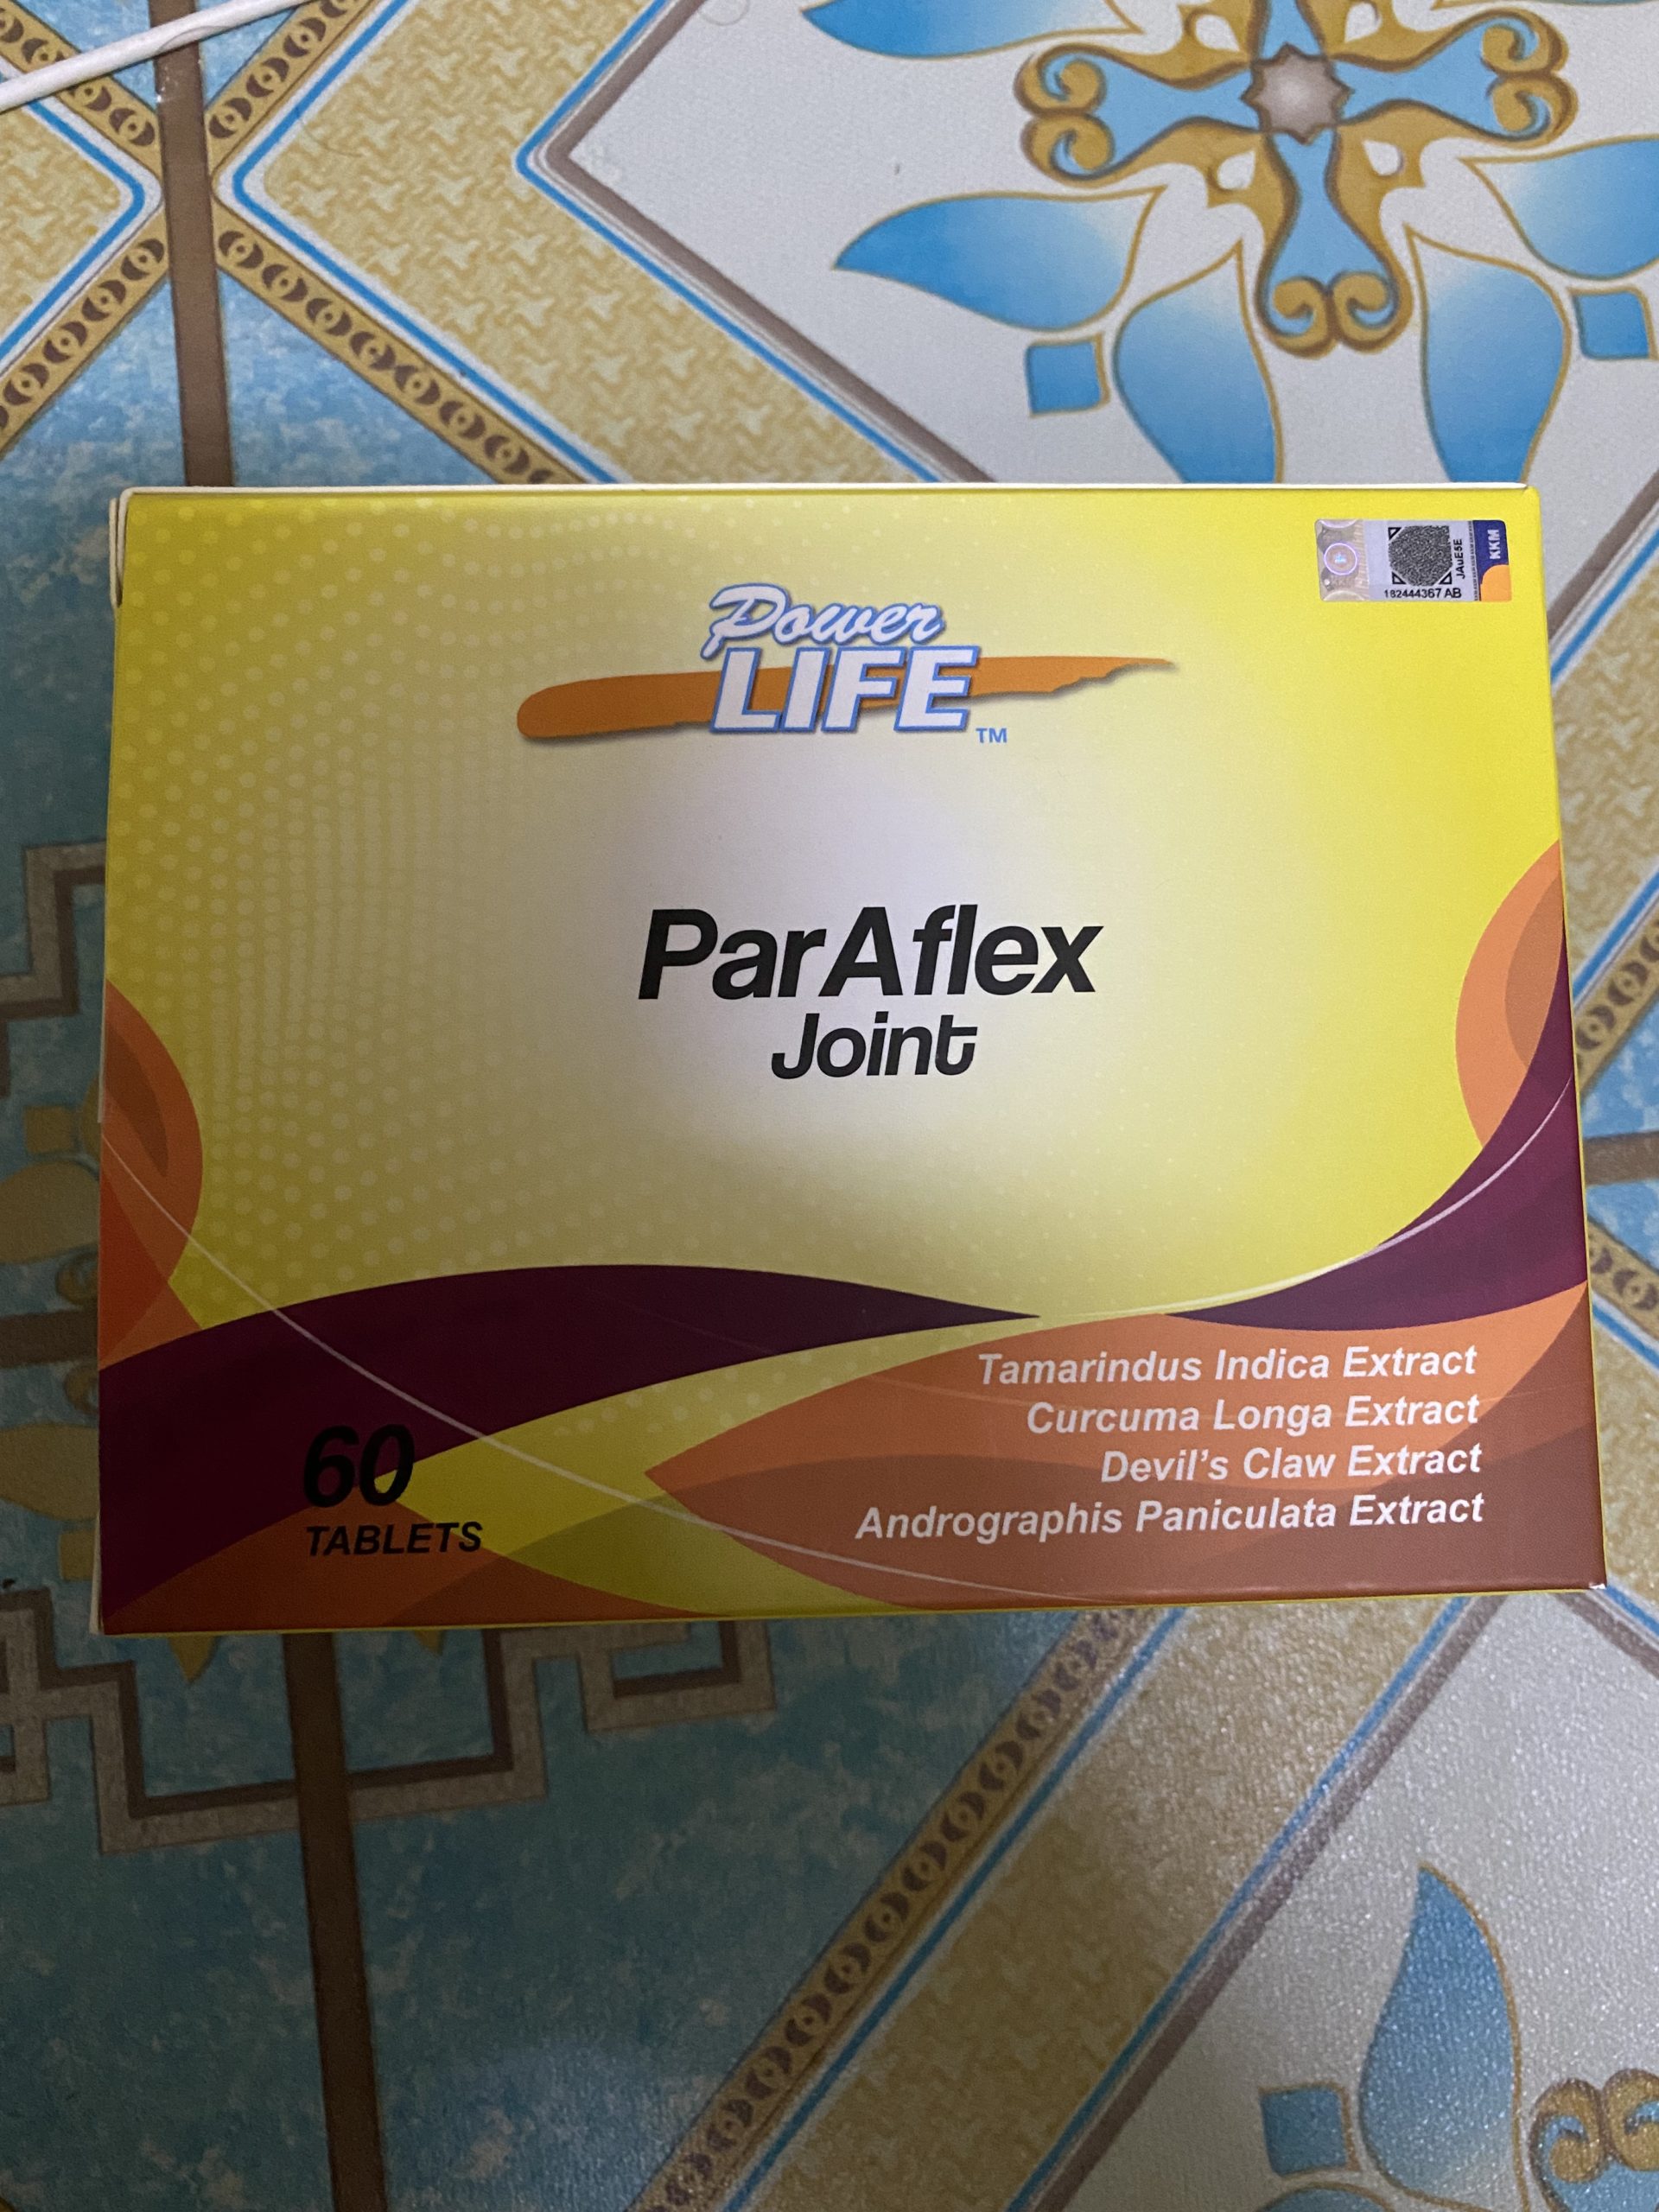 KKM
JAuE5E
182444367 AB
Power
LIFE
TM
ParAflex
Joint
Tamarindus Indica Extract
Curcuma Longa Extract
Devil's Claw Extract
Andrographis Paniculata Extract
60
TABLETS